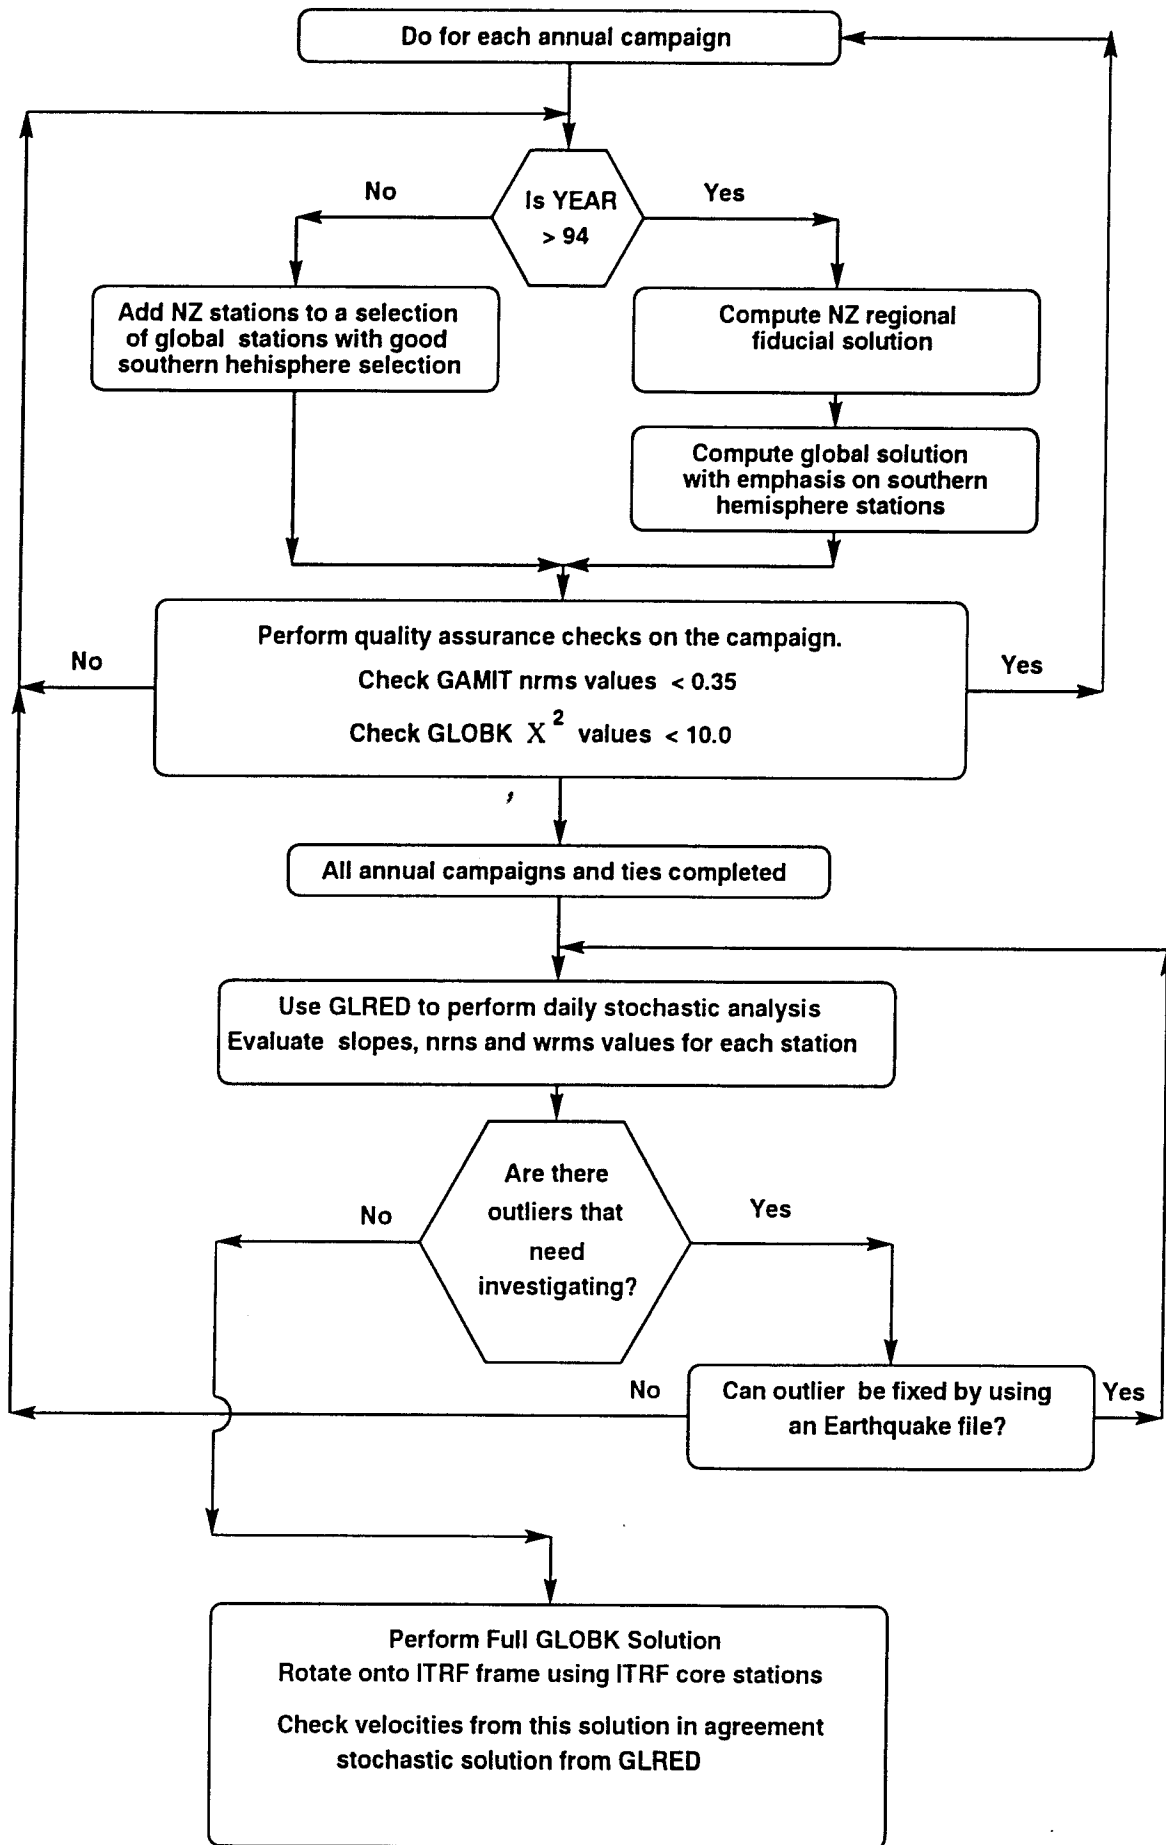 Do for each annual campaign
No
Yes
Is YEAR
> 94
Add NZ stations to a selection
of global stations with good
southern hehisphere selection
Compute NZ regional
fiducial solution
Compute global solution
with emphasis on southern
hemisphere stations
Perform quality assurance checks on the campaign.
No
Yes
Check GAMIT nrms values < 0.35
Check GLOBK X² values < 10.0
All annual campaigns and ties completed
Use GLRED to perform daily stochastic analysis
Evaluate slopes, nrns and wrms values for each station
Are there
outliers that
need
investigating?
No
Yes
No
Can outlier be fixed by using
an Earthquake file?
Yes
Perform Full GLOBK Solution
Rotate onto ITRF frame using ITRF core stations
Check velocities from this solution in agreement
stochastic solution from GLRED